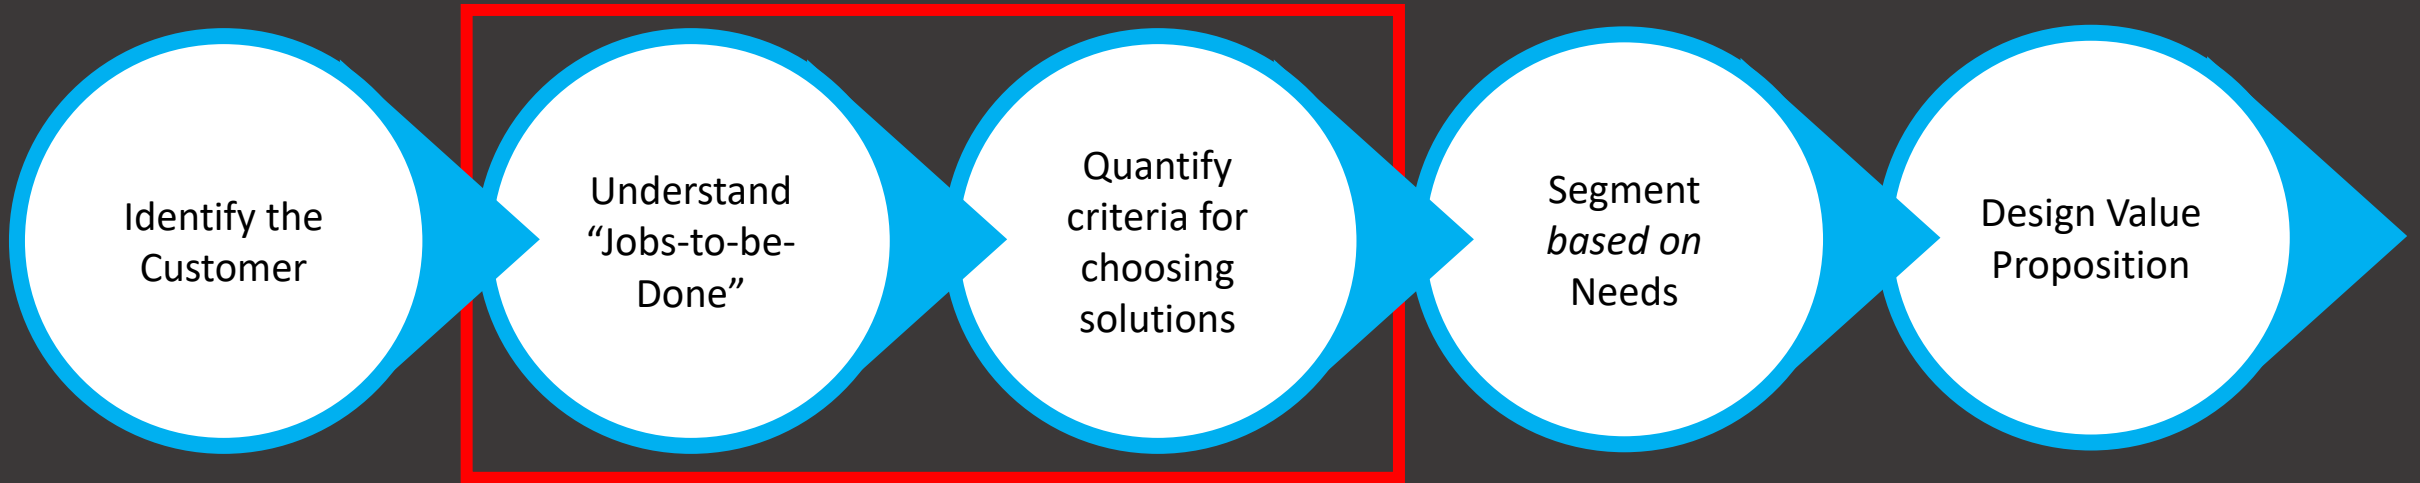 Identify the
Customer
Understand
“Jobs-to-be-
Done”
Quantify
criteria for
choosing
solutions
Segment
based on
Needs
Design Value
Proposition